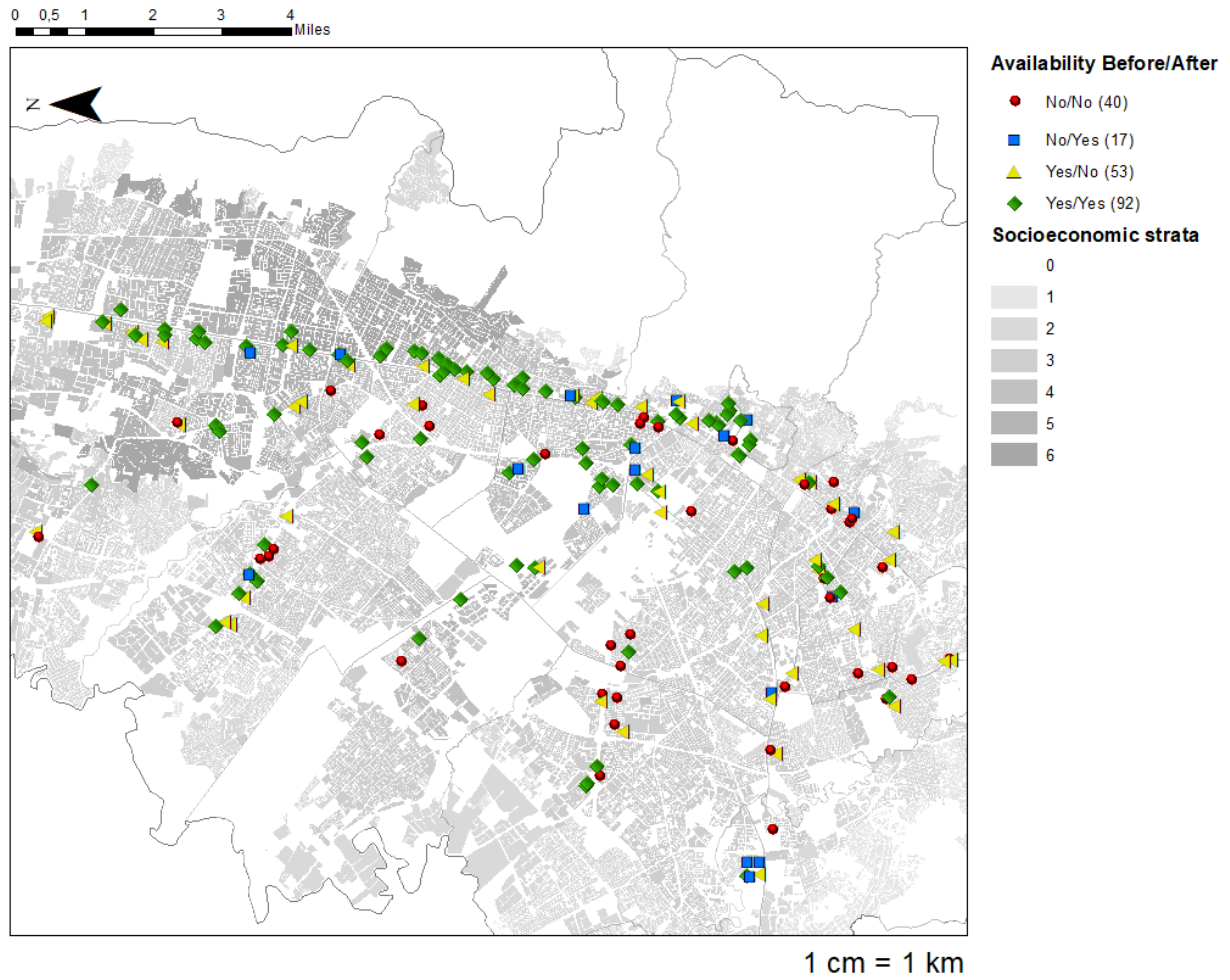 0 0,5 1 2 3 4
Miles
N
Availability Before/After
No/No (40)
No/Yes (17)
Yes/No (53)
Yes/Yes (92)
Socioeconomic strata
0
1
2
3
4
5
6
1 cm = 1 km